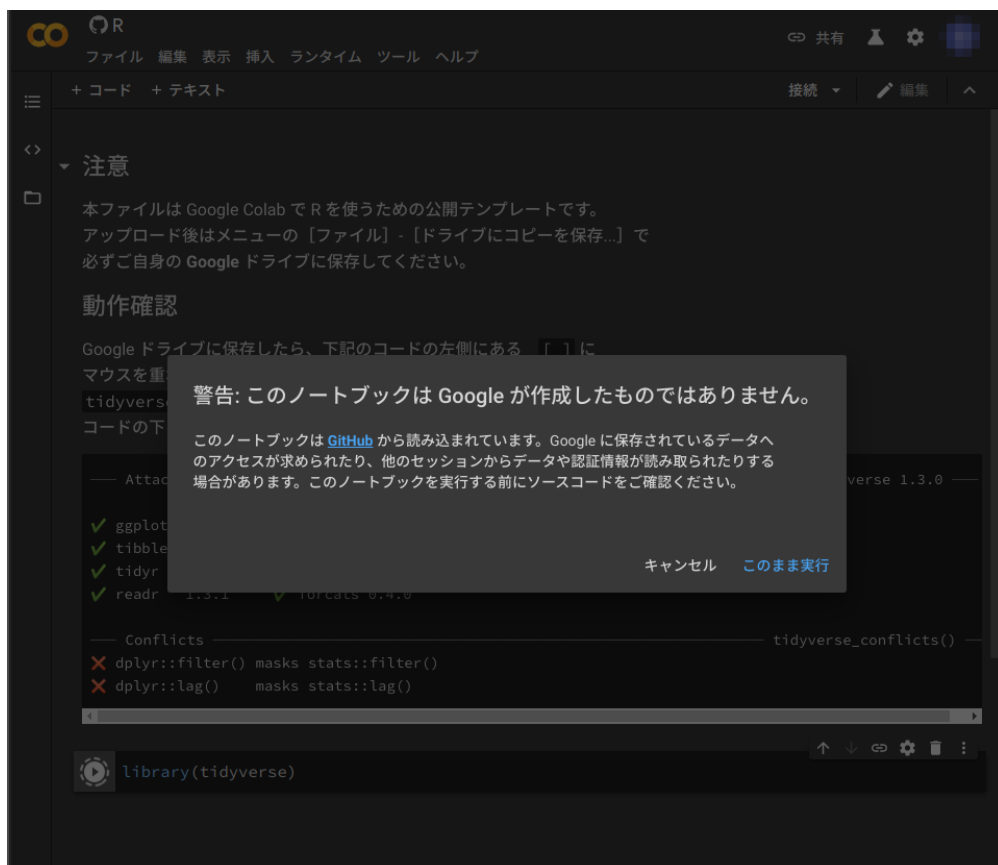 CO
R
ファイル 編集 表示 挿入 ランタイム ツール ヘルプ
共有
+ コード + テキスト
接続
編集
注意
本ファイルは Google Colab で R を使うための公開テンプレートです。
アップロード後はメニューの［ファイル］-［ドライブにコピーを保存...］で
必ずご自身の Google ドライブに保存してください。
動作確認
Google ドライブに保存したら、下記のコードの左側にある [ ] に
マウスを重
tidyvers
コードの下
警告: このノートブックは Google が作成したものではありません。
このノートブックは GitHub から読み込まれています。Google に保存されているデータへ
のアクセスが求められたり、他のセッションからデータや認証情報が読み取られたりする
場合があります。このノートブックを実行する前にソースコードをご確認ください。
キャンセル このまま実行
── Attac
verse 1.3.0 ──
✔ ggplot
✔ tibble
✔ tidyr
✔ readr 1.3.1 ✔ forcats 0.4.0
── Conflicts ── tidyverse_conflicts() ──
✖ dplyr::filter() masks stats::filter()
✖ dplyr::lag() masks stats::lag()
library(tidyverse)